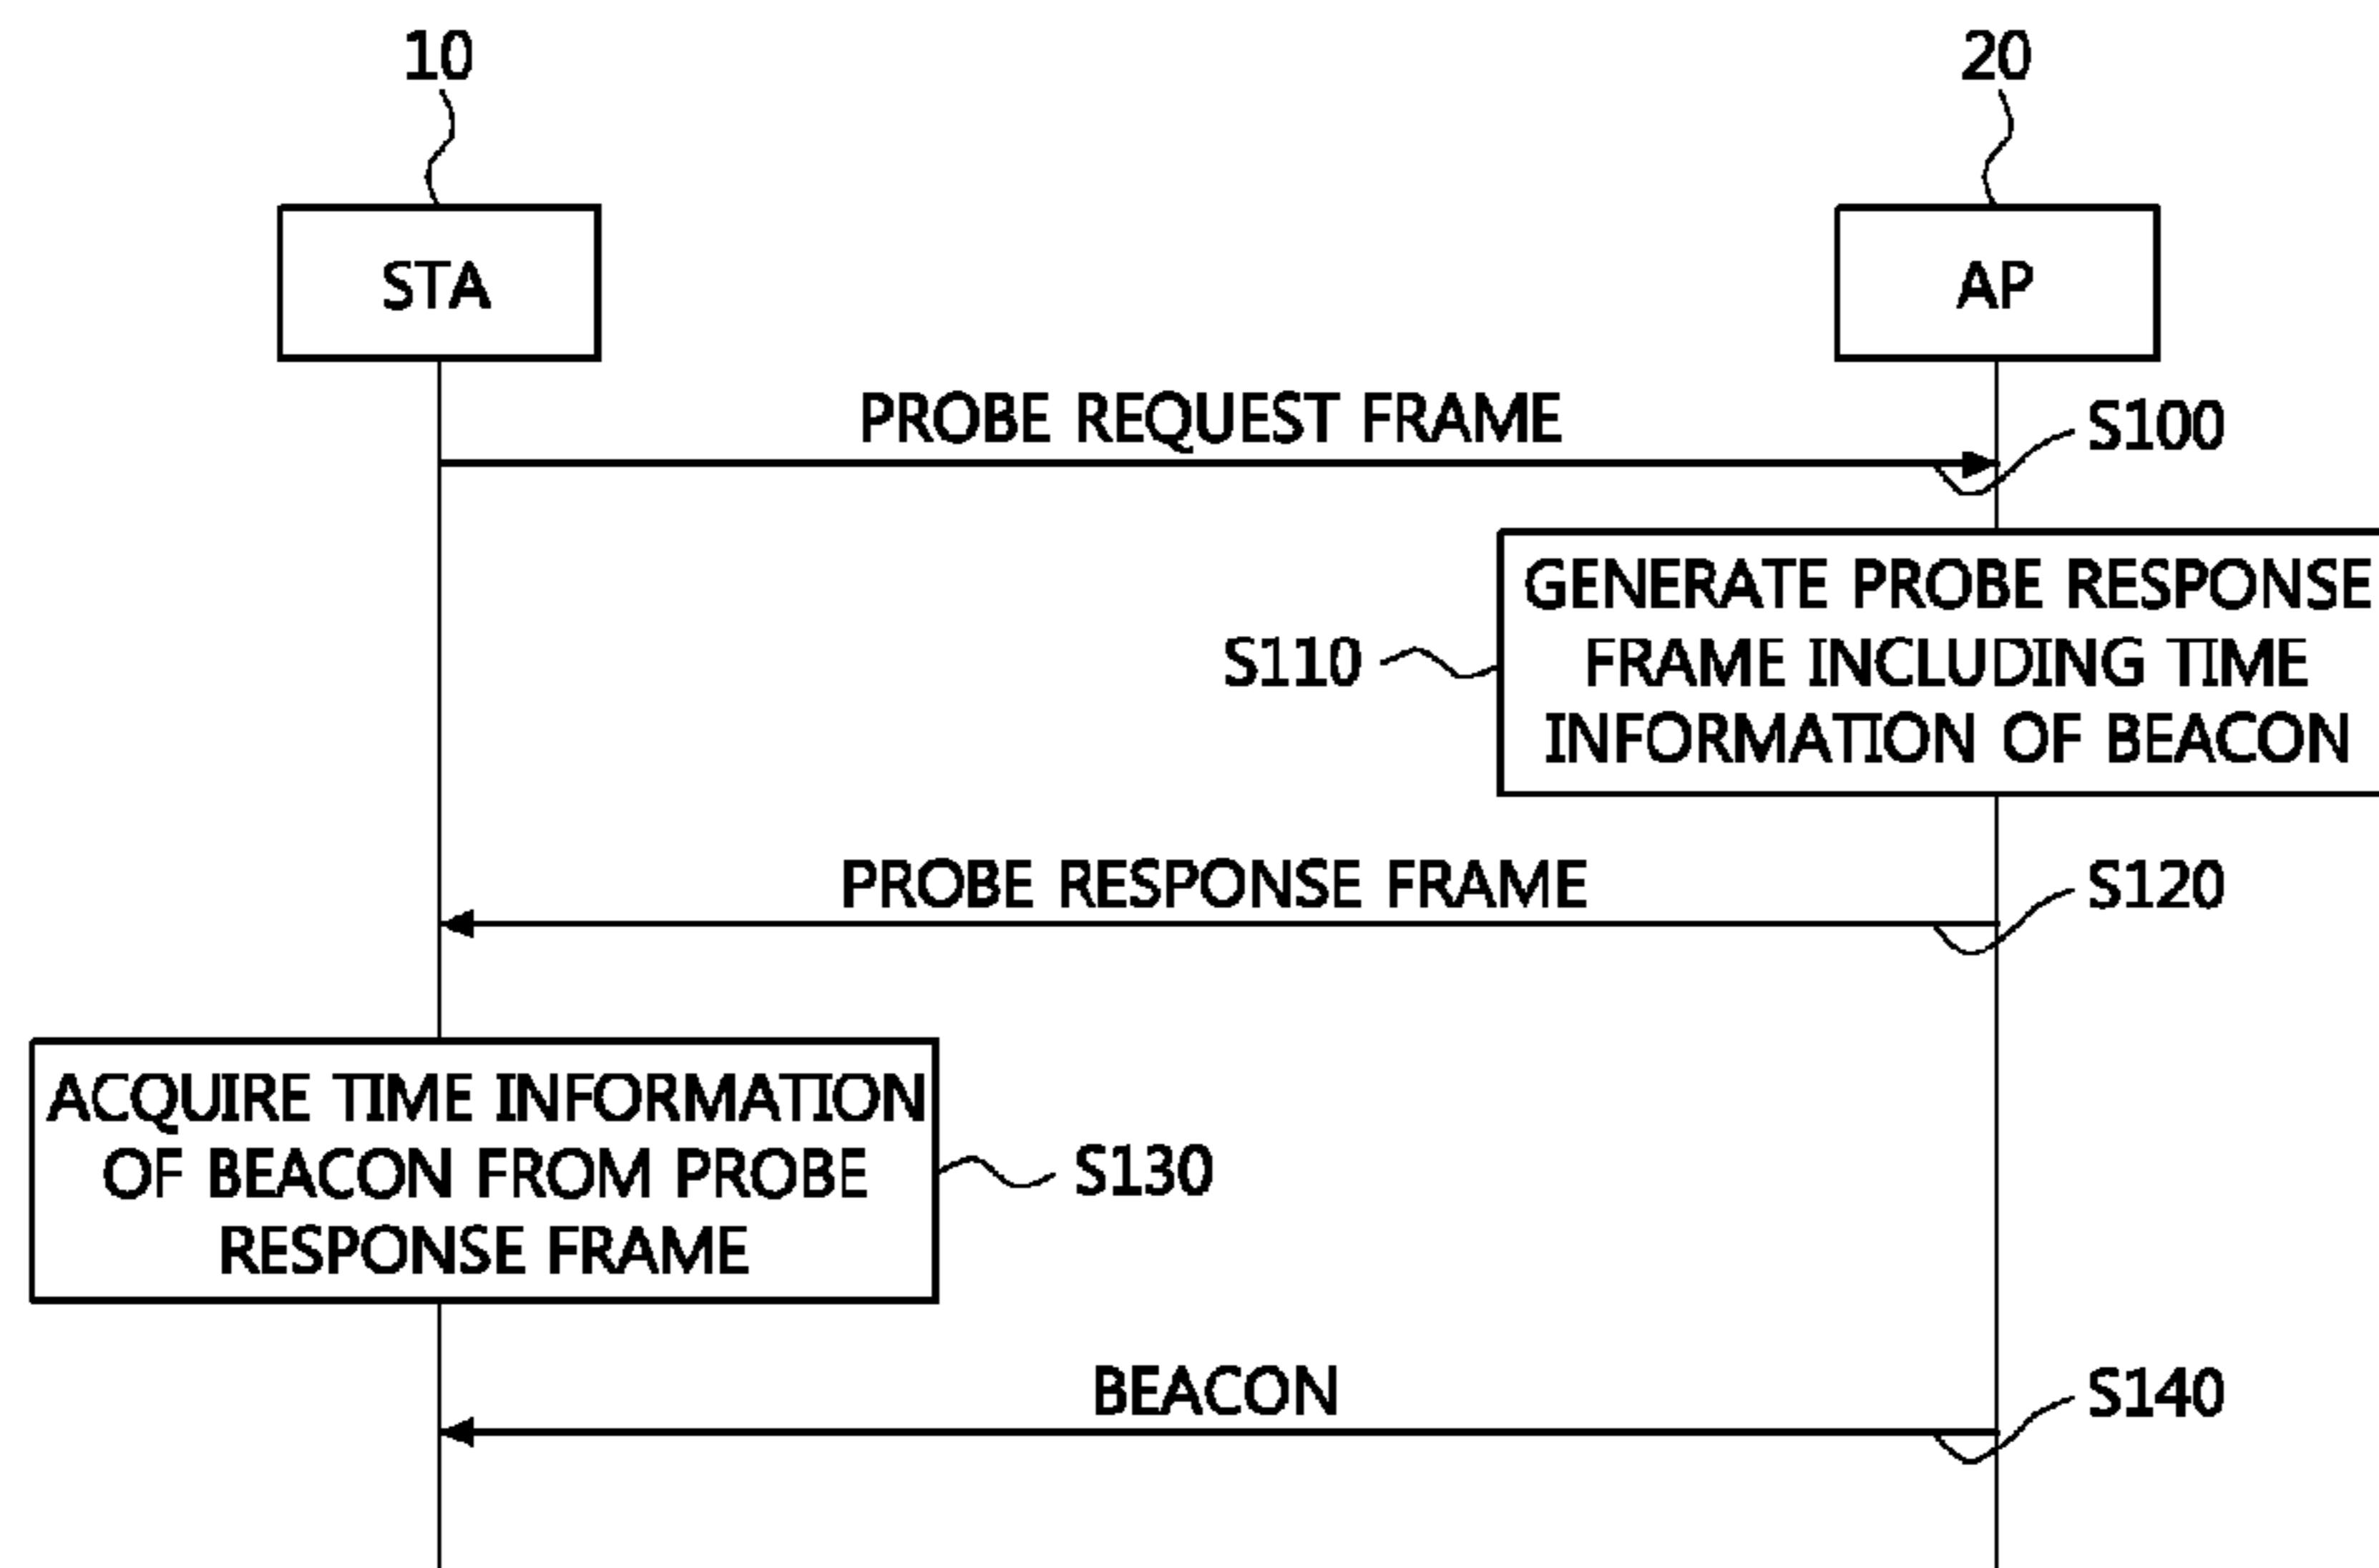 10
20
STA
AP
PROBE REQUEST FRAME
S100
GENERATE PROBE RESPONSE
FRAME INCLUDING TIME
INFORMATION OF BEACON
S110
PROBE RESPONSE FRAME
S120
ACQUIRE TIME INFORMATION
OF BEACON FROM PROBE
RESPONSE FRAME
S130
BEACON
S140